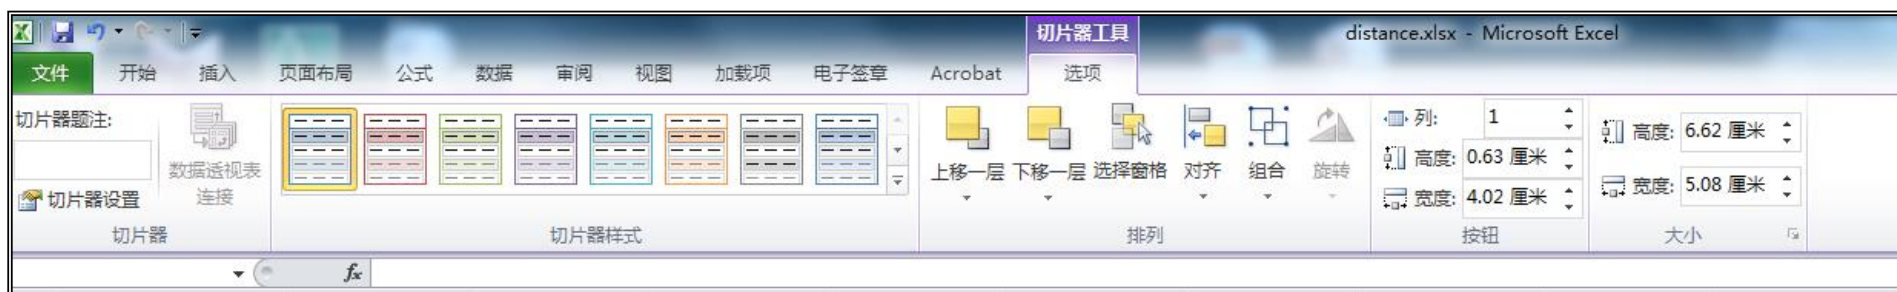 切片器工具
distance.xlsx - Microsoft Excel
文件 开始 插入 页面布局 公式 数据 审阅 视图 加载项 电子签章 Acrobat 选项
切片器题注:
切片器设置
数据透视表
连接
切片器
切片器样式
上移一层 下移一层 选择窗格 对齐 组合 旋转
排列
列: 1
高度: 0.63 厘米
宽度: 4.02 厘米
按钮
高度: 6.62 厘米
宽度: 5.08 厘米
大小
fx